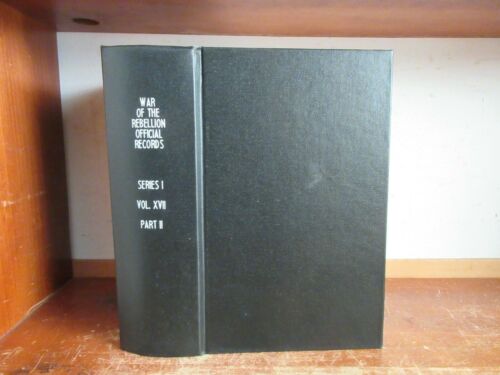 WAR
OF THE
REBELLION
OFFICIAL
RECORDS
SERIES I
VOL. XVII
PART II